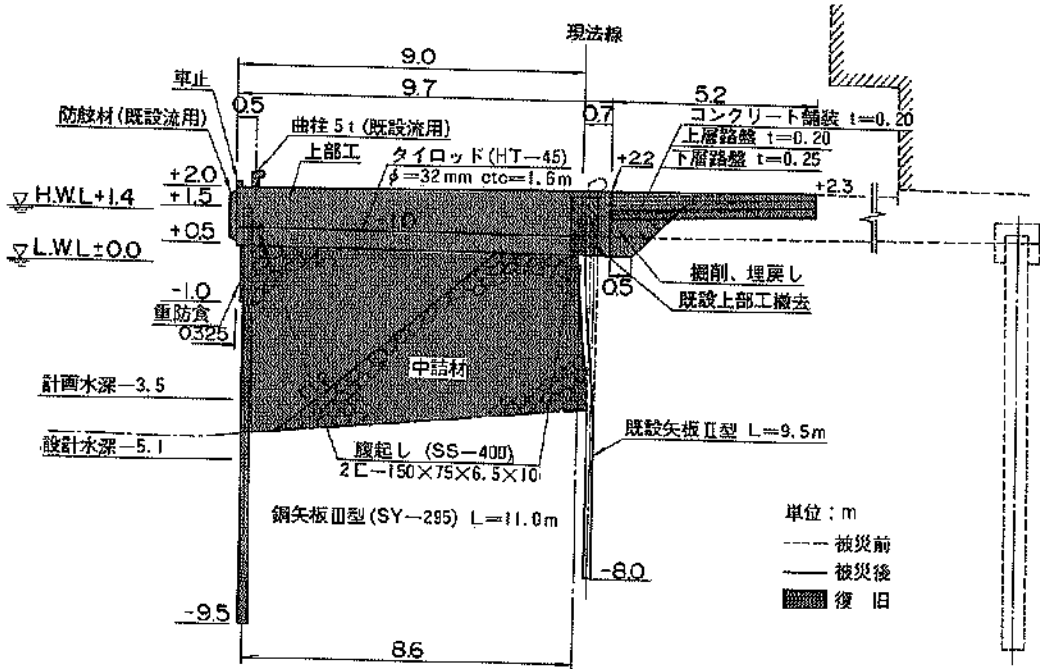 現法線
9.0
9.7
5.2
車止
0.5
0.7
防舷材(既設流用)
曲柱5t(既設流用)
コンクリート舗装 t=0.20
上部工
タイロッド(HT-45)
上層路盤 t=0.20
+2.0
φ=32mm ctc=1.6m
+2.2
下層路盤 t=0.25
H.W.L+1.4
+1.5
+2.3
+0.5
L.W.L±0.0
掘削、埋戻し
-1.0
0.5
既設上部工撤去
重防食
0.325
中詰材
計画水深-3.5
設計水深-5.1
腹起し(SS-400)
既設矢板Ⅱ型 L=9.5m
2[-150×75×6.5×10
鋼矢板Ⅲ型(SY-295) L=11.0m
単位:m
被災前
-8.0
被災後
-9.5
復旧
8.6